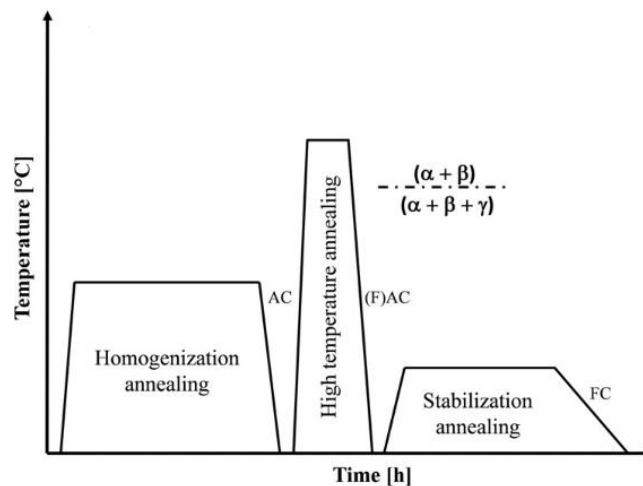 Temperature [°C]
(α + β)
(α + β + γ)
AC
High temperature annealing
(F)AC
Homogenization
annealing
Stabilization
annealing
FC
Time [h]